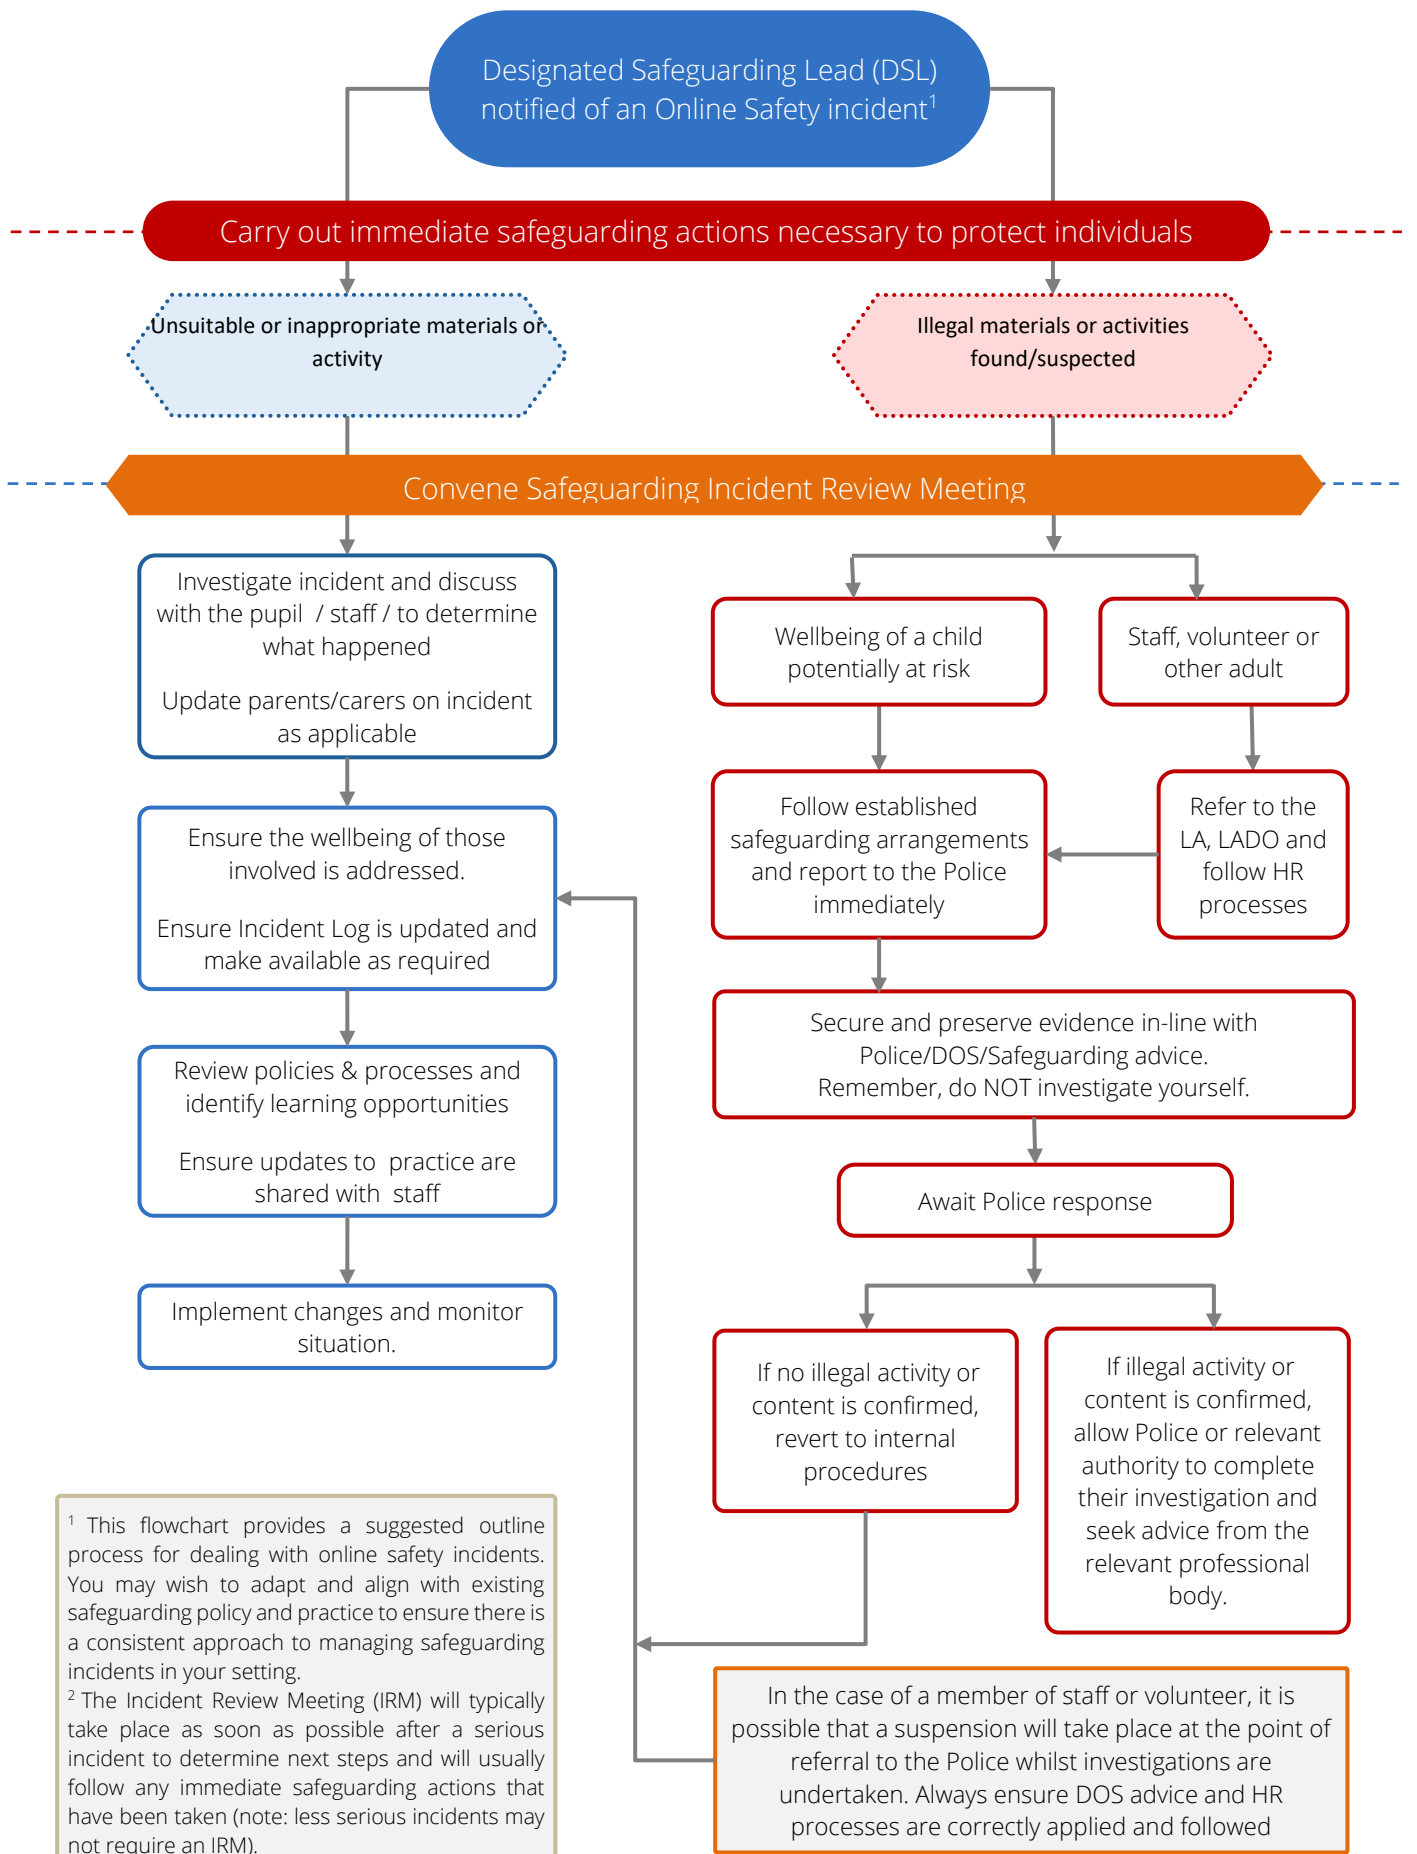 Designated Safeguarding Lead (DSL)
notified of an Online Safety incident1
Carry out immediate safeguarding actions necessary to protect individuals
Unsuitable or inappropriate materials or
activity
Illegal materials or activities
found/suspected
Convene Safeguarding Incident Review Meeting
Investigate incident and discuss
with the pupil / staff / to determine
what happened
Update parents/carers on incident
as applicable
Ensure the wellbeing of those
involved is addressed.
Ensure Incident Log is updated and
make available as required
Review policies & processes and
identify learning opportunities
Ensure updates to practice are
shared with staff
Implement changes and monitor
situation.
Wellbeing of a child
potentially at risk
Staff, volunteer or
other adult
Follow established
safeguarding arrangements
and report to the Police
immediately
Refer to the
LA, LADO and
follow HR
processes
Secure and preserve evidence in-line with
Police/DOS/Safeguarding advice.
Remember, do NOT investigate yourself.
Await Police response
If no illegal activity or
content is confirmed,
revert to internal
procedures
If illegal activity or
content is confirmed,
allow Police or relevant
authority to complete
their investigation and
seek advice from the
relevant professional
body.
1 This flowchart provides a suggested outline
process for dealing with online safety incidents.
You may wish to adapt and align with existing
safeguarding policy and practice to ensure there is
a consistent approach to managing safeguarding
incidents in your setting.
2 The Incident Review Meeting (IRM) will typically
take place as soon as possible after a serious
incident to determine next steps and will usually
follow any immediate safeguarding actions that
have been taken (note: less serious incidents may
not require an IRM).
In the case of a member of staff or volunteer, it is
possible that a suspension will take place at the point of
referral to the Police whilst investigations are
undertaken. Always ensure DOS advice and HR
processes are correctly applied and followed